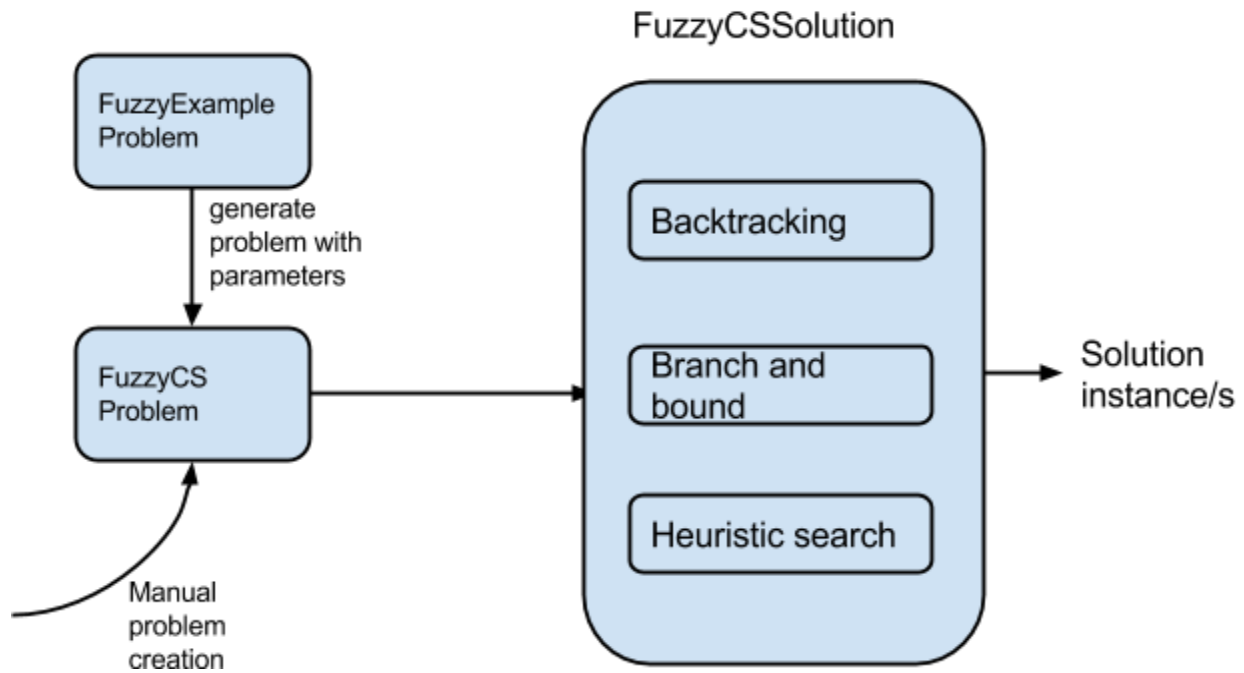 FuzzyCSSolution
FuzzyExample
Problem
generate
problem with
parameters
FuzzyCS
Problem
Manual
problem
creation
Backtracking
Branch and
bound
Heuristic search
Solution
instance/s